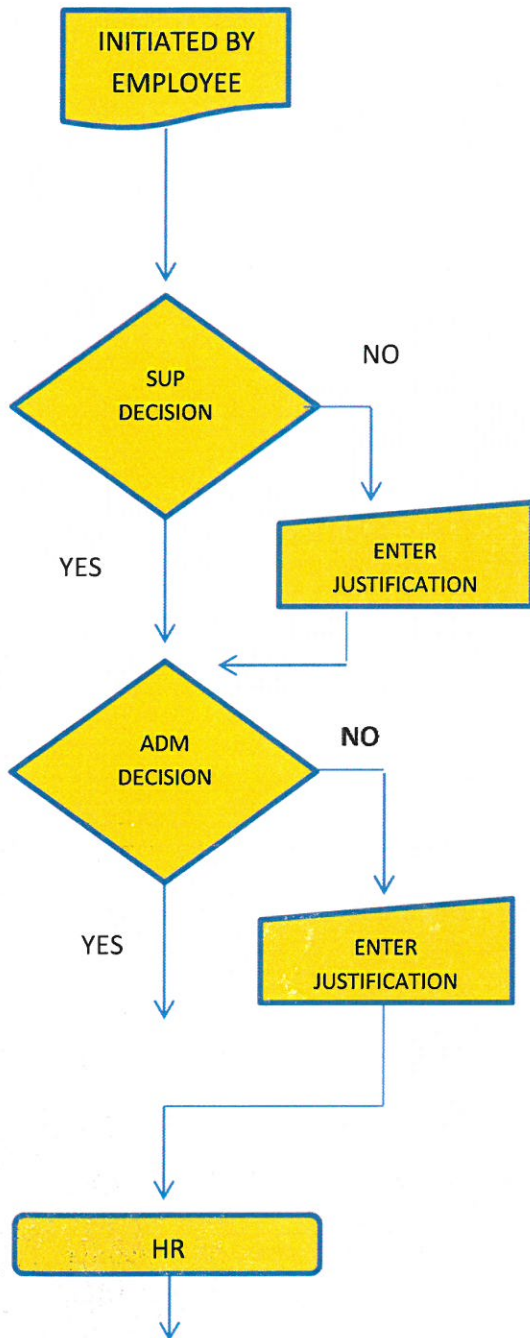 INITIATED BY
EMPLOYEE
SUP
DECISION
NO
YES
ENTER
JUSTIFICATION
ADM
DECISION
NO
YES
ENTER
JUSTIFICATION
HR